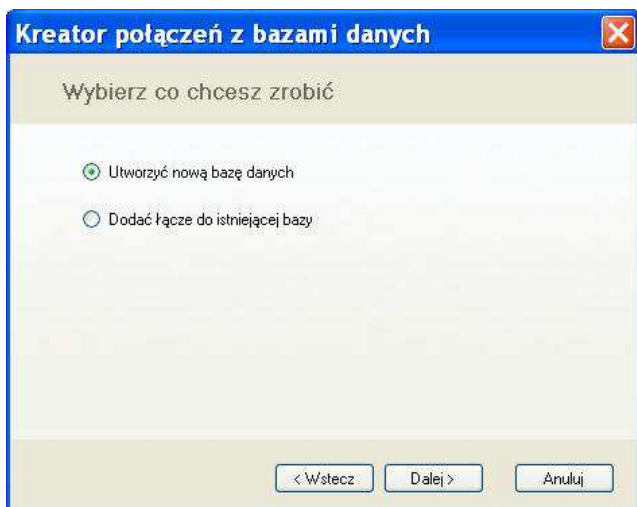 Kreator połączeń z bazami danych
Wybierz co chcesz zrobić
Utworzyć nową bazę danych
Dodać łącze do istniejącej bazy
< Wstecz Dalej > Anuluj